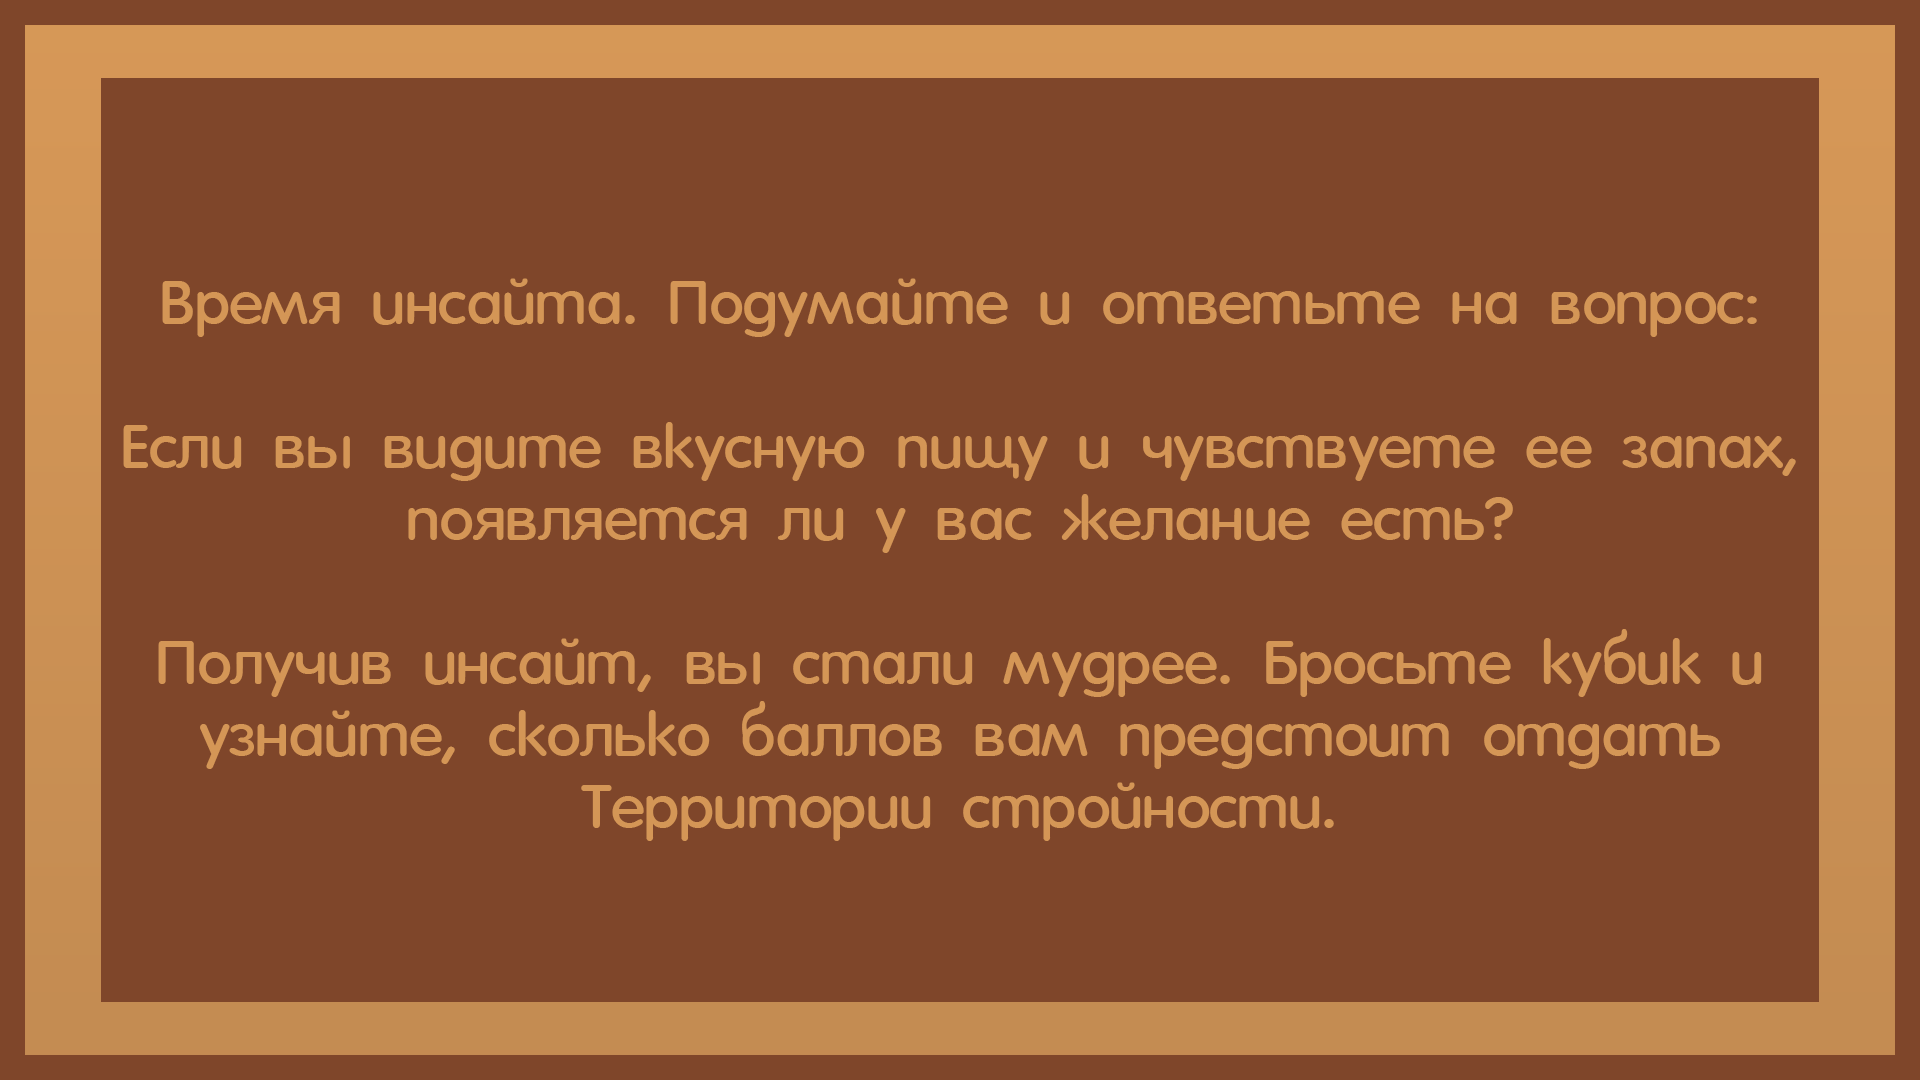 Время инсайта. Подумайте и ответьте на вопрос:
Если вы видите вкусную пищу и чувствуете ее запах,
появляется ли у вас желание есть?
Получив инсайт, вы стали мудрее. Бросьте кубик и
узнайте, сколько баллов вам предстоит отдать
Территории стройности.